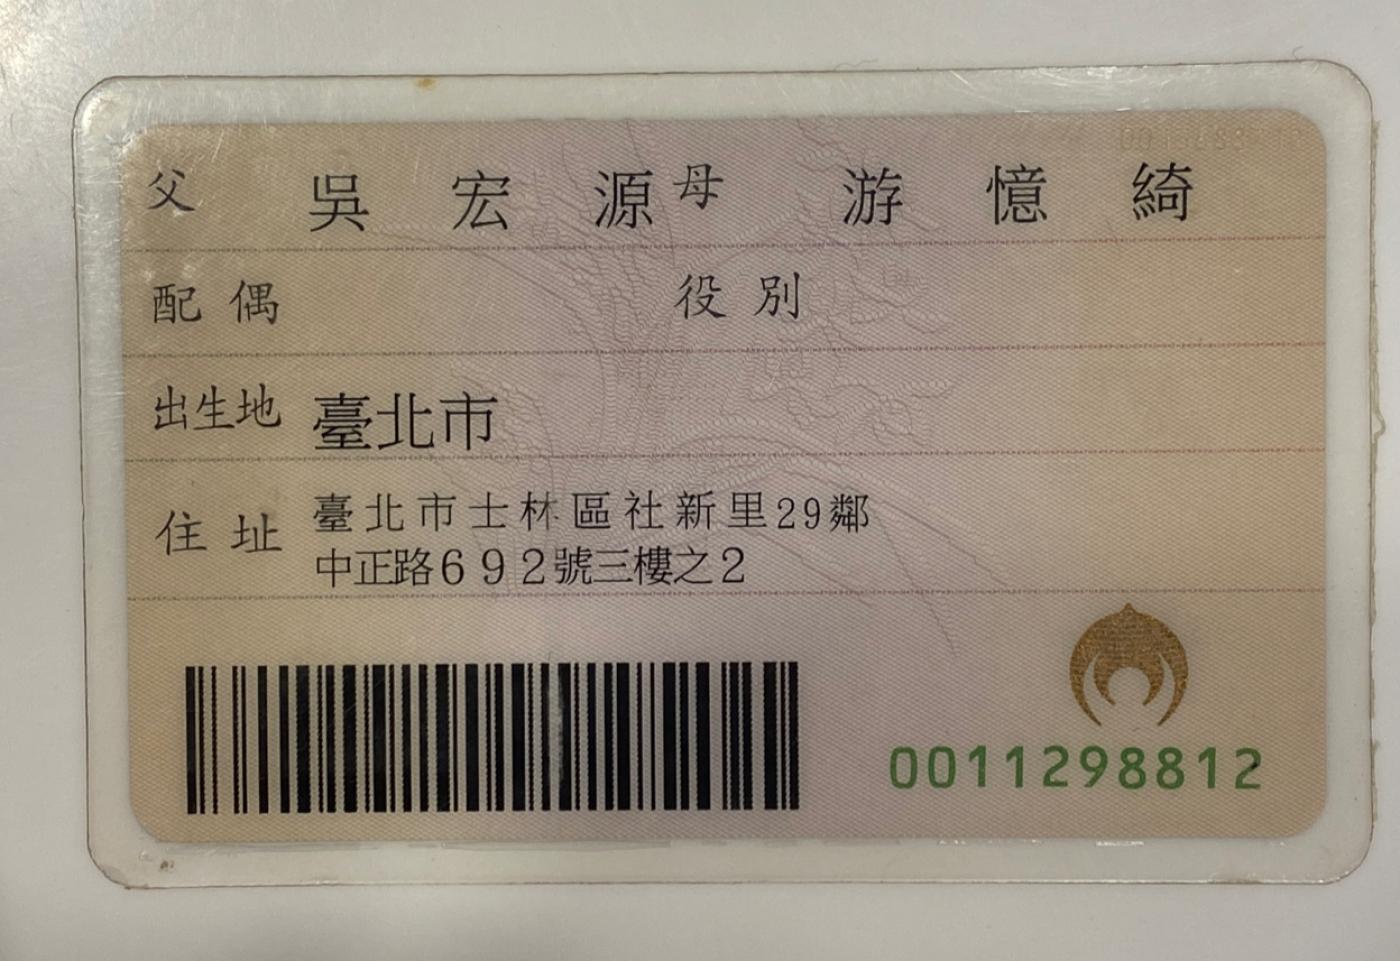 父 吳宏源 母 游憶綺
配偶 役別
出生地 臺北市
住址 臺北市士林區社新里29鄰
中正路692號三樓之2
0011298812